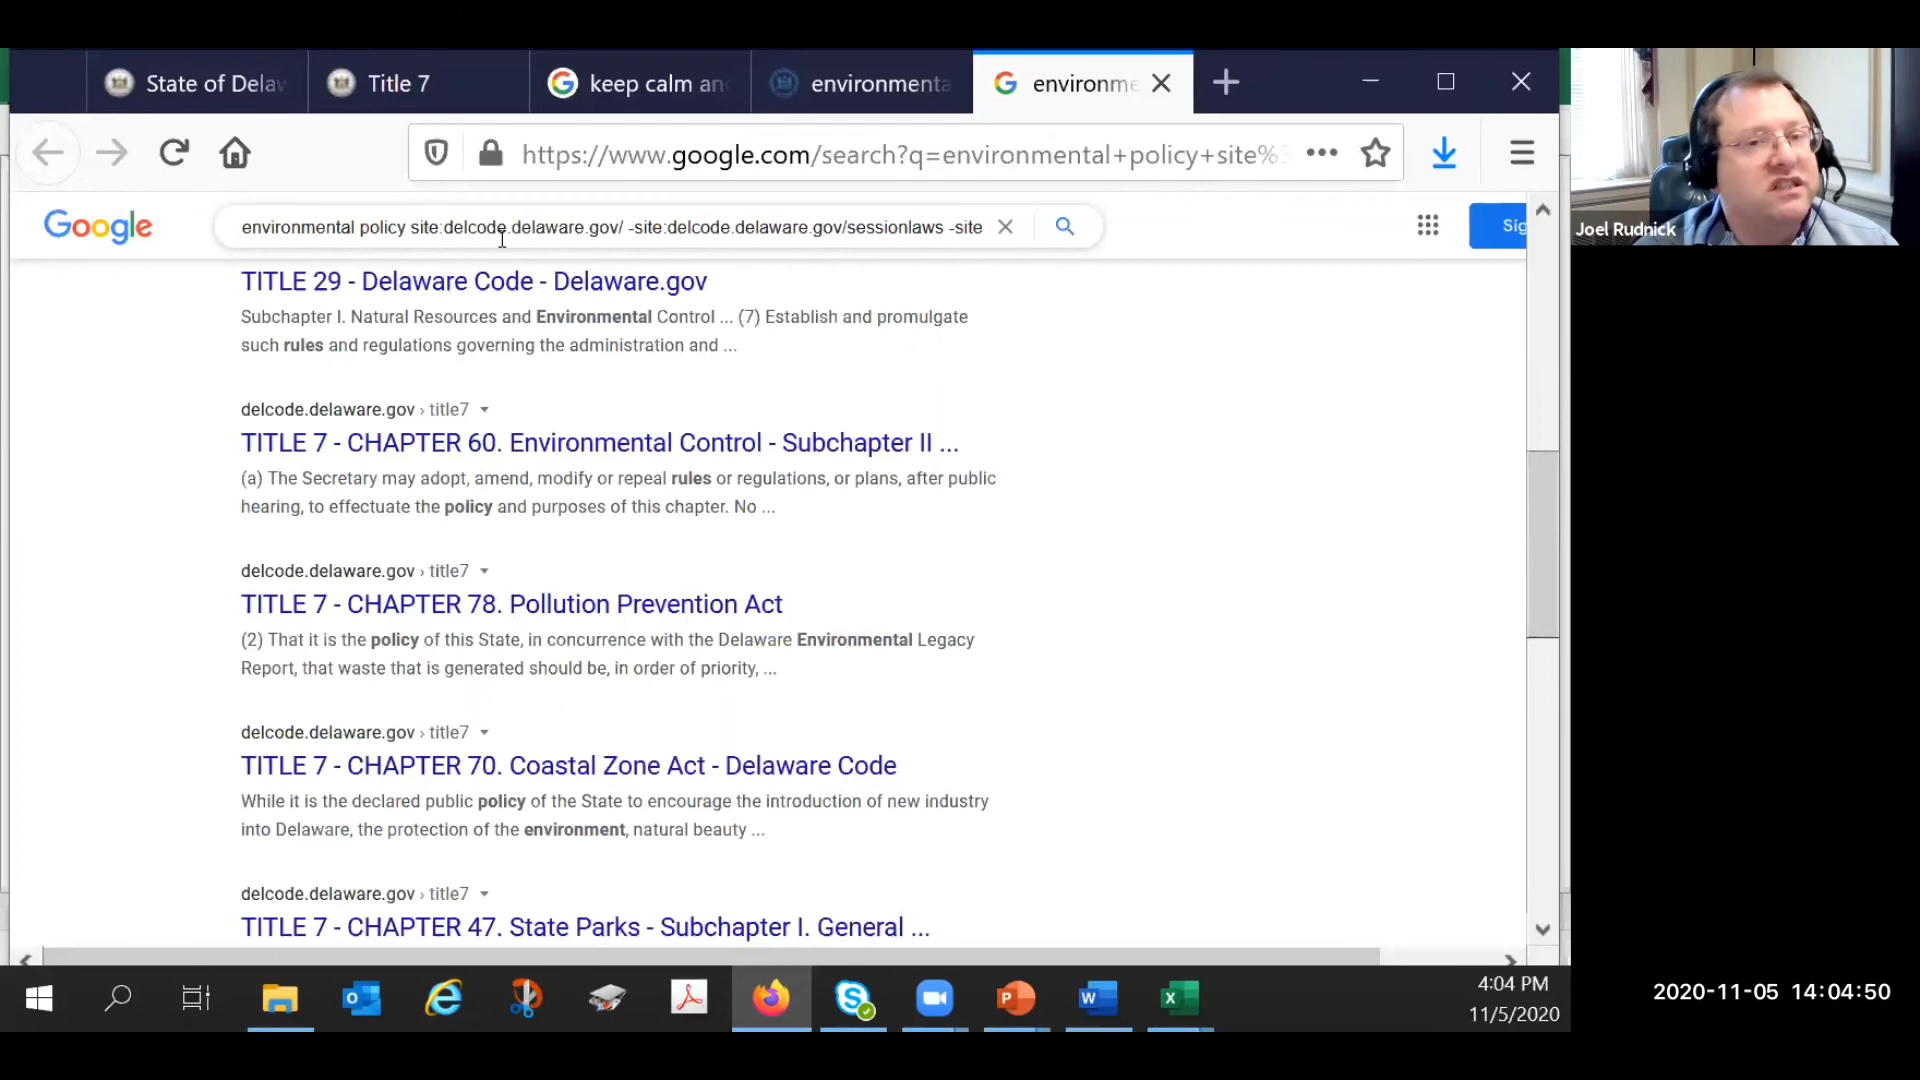 State of Delaw
Title 7
keep calm an
environmenta
environme
https://www.google.com/search?q=environmental+policy+site%3
Google
environmental policy site:delcode.delaware.gov/ -site:delcode.delaware.gov/sessionlaws -site
Sig
Joel Rudnick
TITLE 29 - Delaware Code - Delaware.gov
Subchapter I. Natural Resources and Environmental Control ... (7) Establish and promulgate
such rules and regulations governing the administration and ...
delcode.delaware.gov › title7
TITLE 7 - CHAPTER 60. Environmental Control - Subchapter II ...
(a) The Secretary may adopt, amend, modify or repeal rules or regulations, or plans, after public
hearing, to effectuate the policy and purposes of this chapter. No ...
delcode.delaware.gov › title7
TITLE 7 - CHAPTER 78. Pollution Prevention Act
(2) That it is the policy of this State, in concurrence with the Delaware Environmental Legacy
Report, that waste that is generated should be, in order of priority, ...
delcode.delaware.gov › title7
TITLE 7 - CHAPTER 70. Coastal Zone Act - Delaware Code
While it is the declared public policy of the State to encourage the introduction of new industry
into Delaware, the protection of the environment, natural beauty ...
delcode.delaware.gov › title7
TITLE 7 - CHAPTER 47. State Parks - Subchapter I. General ...
4:04 PM
11/5/2020
2020-11-05 14:04:50